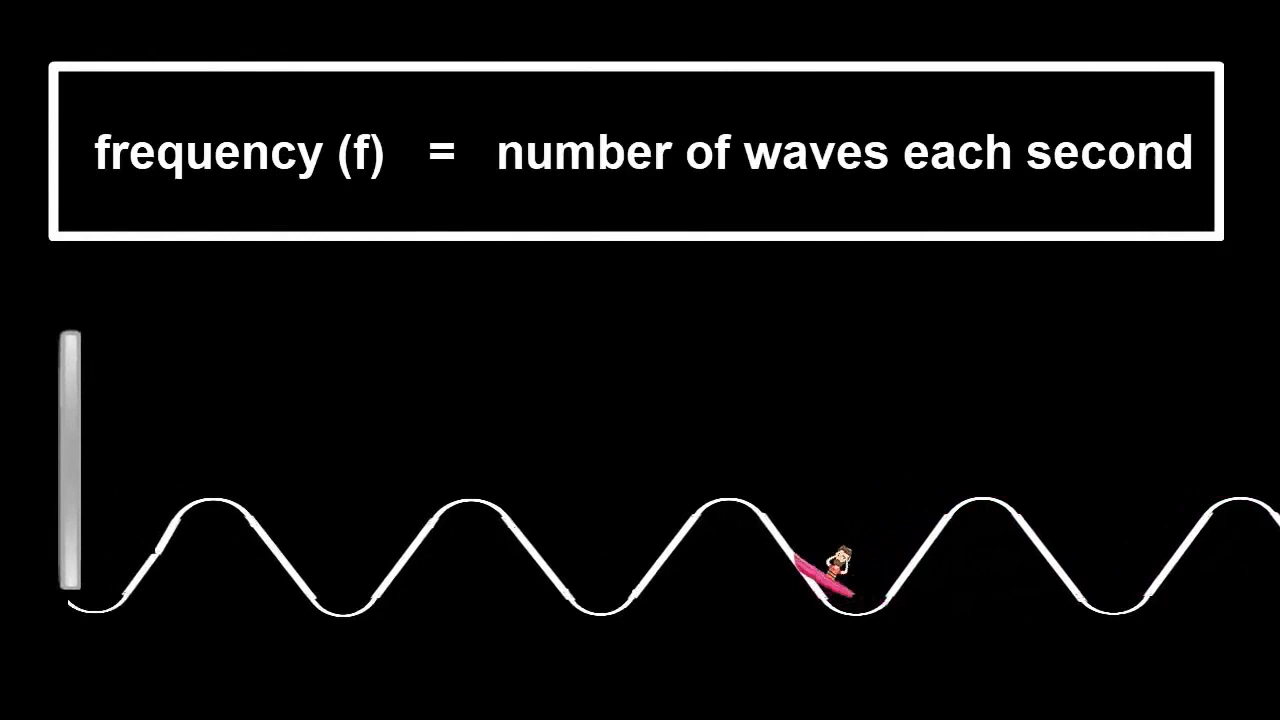 frequency (f) = number of waves each second